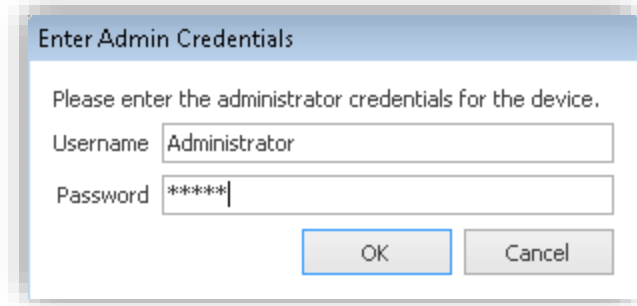 Enter Admin Credentials
Please enter the administrator credentials for the device.
Username Administrator
Password *****
OK Cancel